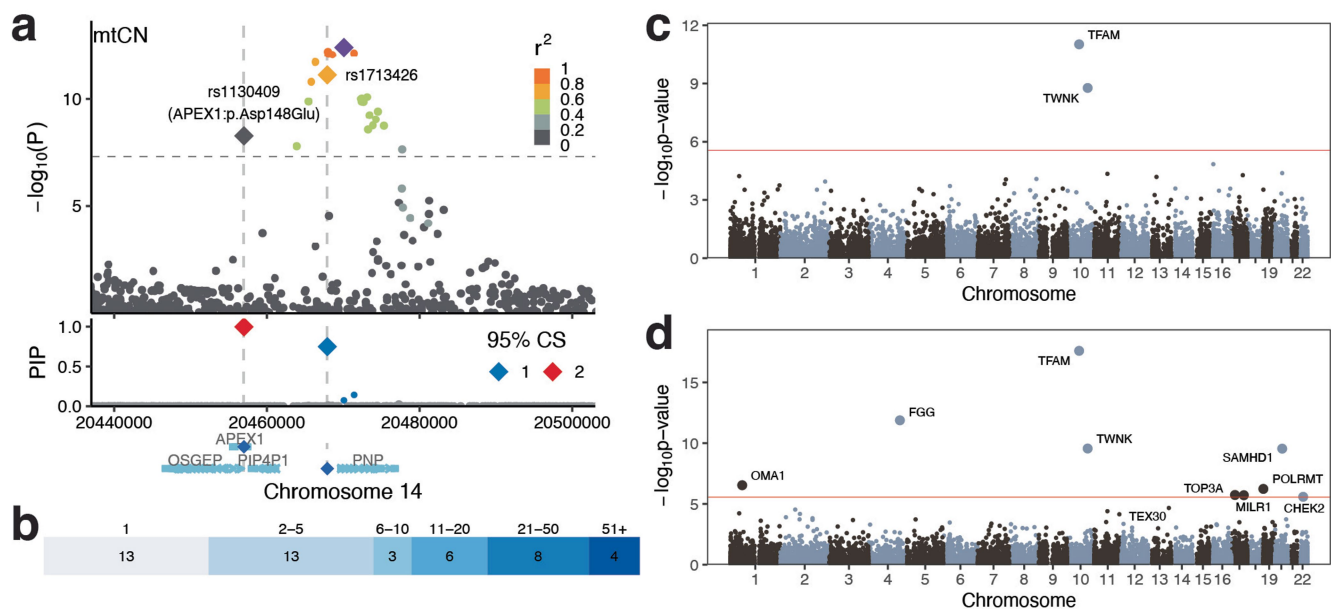 a
mtCN
r²
1
0.8
0.6
0.4
0.2
0
rs1130409
(APEX1:p.Asp148Glu)
rs1713426
10
5
−log10(P)
PIP
1.0
0.5
0.0
95% CS
1 2
20440000 20460000 20480000 20500000
APEX1
OSGEP PIP4P1 PNP
Chromosome 14
b
1 2−5 6−10 11−20 21−50 51+
13 13 3 6 8 4
c
12
9
6
3
0
−log10p−value
TFAM
TWNK
1 2 3 4 5 6 7 8 9 10 11 12 13 14 15 16 19 22
Chromosome
d
15
10
5
0
−log10p−value
TFAM
FGG
TWNK
SAMHD1
OMA1
POLRMT
TOP3A
MILR1
CHEK2
TEX30
1 2 3 4 5 6 7 8 9 10 11 12 13 14 15 16 19 22
Chromosome